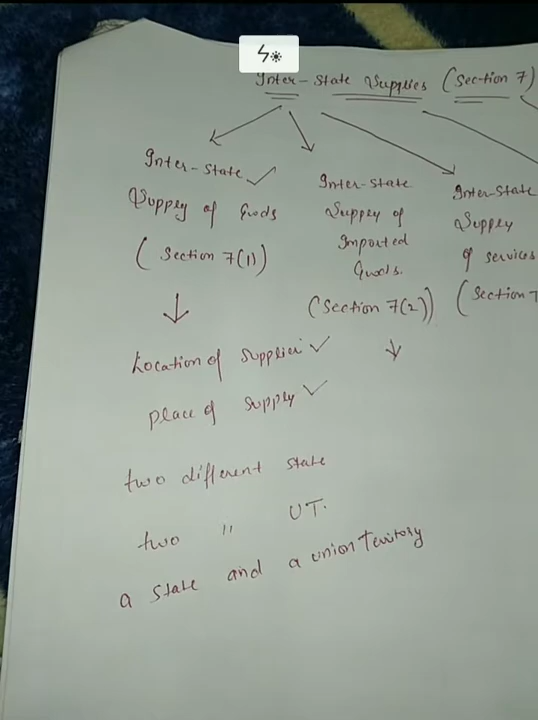 Inter-State Supplies (Section 7)
Inter-State
Supply of Goods
(Section 7(1))
Location of Supplier
place of supply
two different state
two " UT.
a state and a union Territory
Inter-State
Supply of
Imported
Goods.
(Section 7(2))
Inter-State
Supply
of services
(Section 7